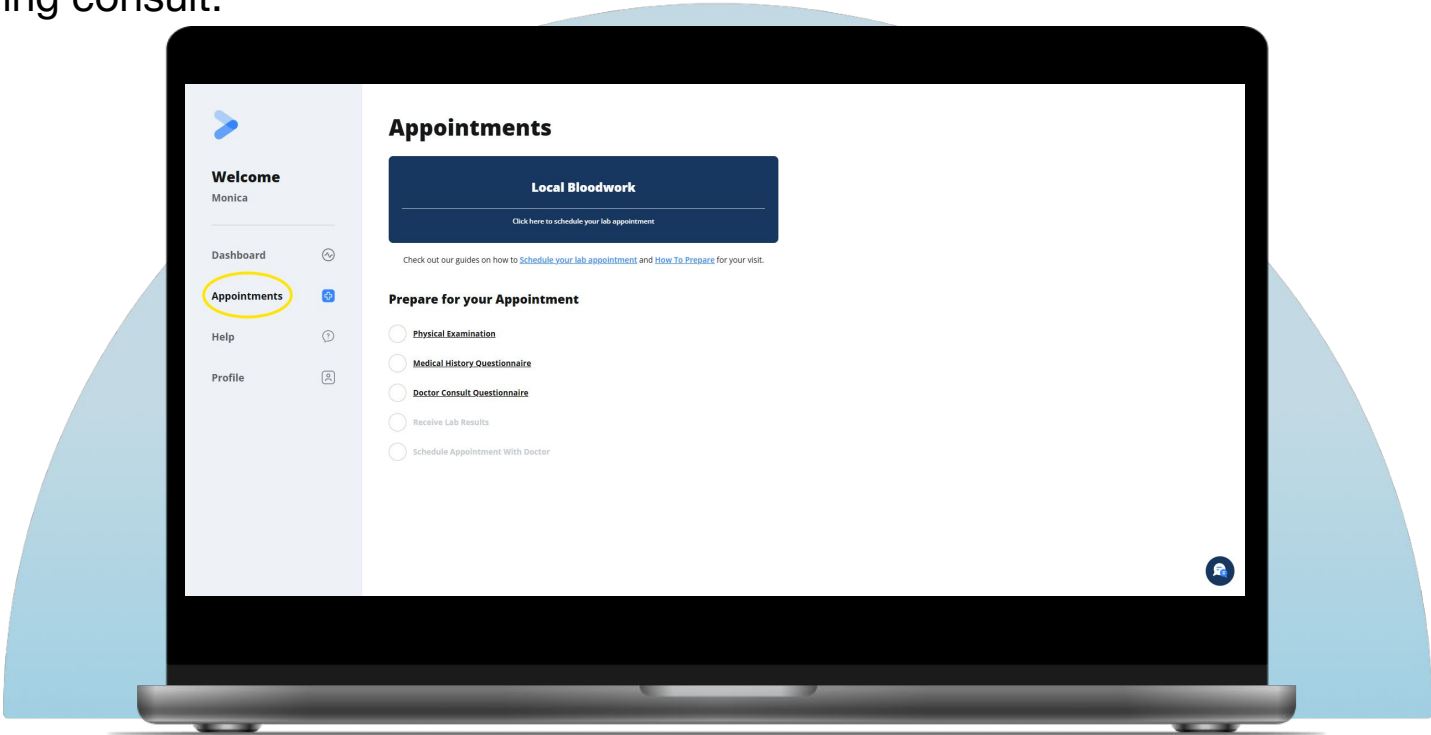 ing consult.
Welcome
Monica
Dashboard
Appointments
Help
Profile
Appointments
Local Bloodwork
Click here to schedule your lab appointment
Check out our guides on how to Schedule your lab appointment and How To Prepare for your visit.
Prepare for your Appointment
Physical Examination
Medical History Questionnaire
Doctor Consult Questionnaire
Receive Lab Results
Schedule Appointment With Doctor